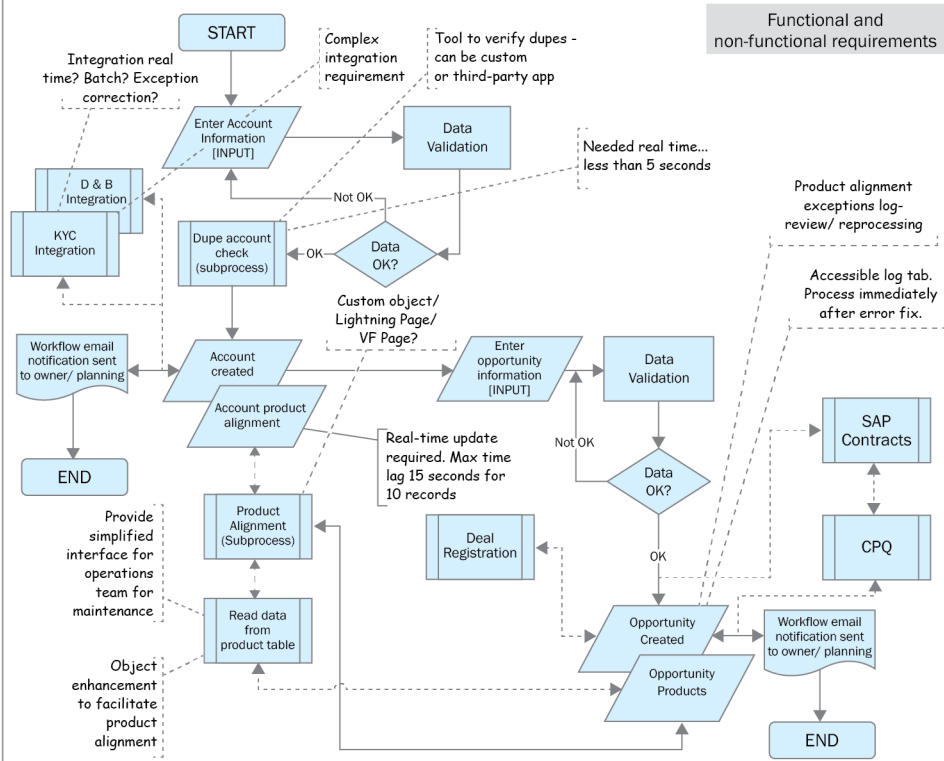 Functional and
non-functional requirements
START
Integration real
time? Batch? Exception
correction?
Complex
integration
requirement
Tool to verify dupes -
can be custom
or third-party app
Enter Account
Information
[INPUT]
Data
Validation
Needed real time...
less than 5 seconds
D & B
Integration
KYC
Integration
Not OK
Product alignment
exceptions log-
review/ reprocessing
Dupe account
check
(subprocess)
OK
Data
OK?
Accessible log tab.
Process immediately
after error fix.
Custom object/
Lightning Page/
VF Page?
Workflow email
notification sent
to owner/ planning
Account
created
Enter
opportunity
information
[INPUT]
Data
Validation
Account product
alignment
Not OK
SAP
Contracts
Real-time update
required. Max time
lag 15 seconds for
10 records
END
Data
OK?
Provide
simplified
interface for
operations
team for
maintenance
Product
Alignment
(Subprocess)
Deal
Registration
OK
CPQ
Read data
from
product table
Opportunity
Created
Workflow email
notification sent
to owner/ planning
Object
enhancement
to facilitate
product
alignment
Opportunity
Products
END